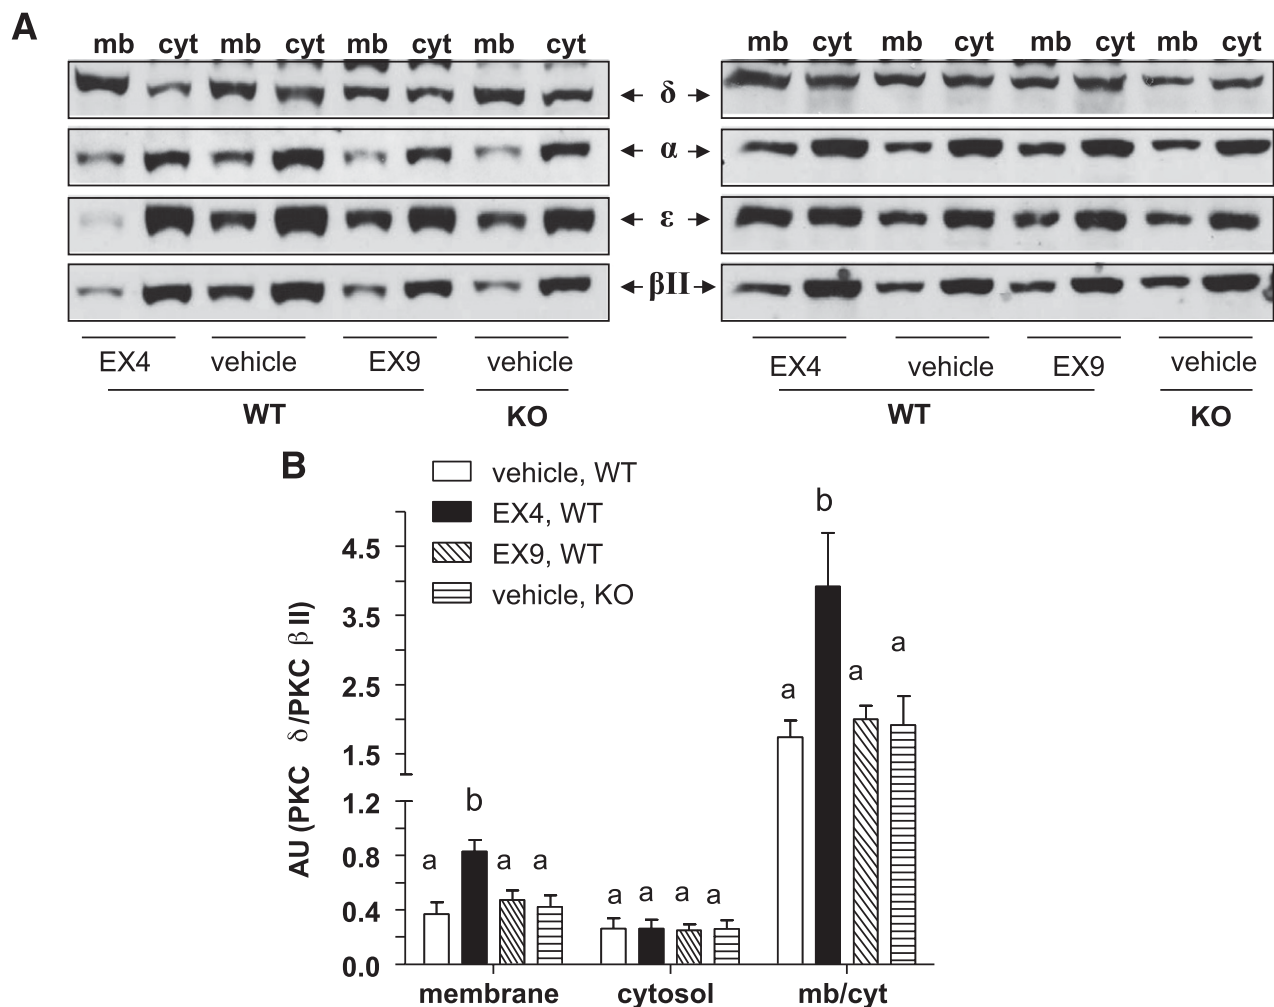 A
mb cyt mb cyt mb cyt mb cyt
mb cyt mb cyt mb cyt mb cyt
δ
α
ε
βII
EX4 vehicle EX9 vehicle
WT KO
EX4 vehicle EX9 vehicle
WT KO
B
vehicle, WT
EX4, WT
EX9, WT
vehicle, KO
AU (PKC δ/PKC β II)
4.5
3.5
2.5
1.5
1.2
0.8
0.4
0.0
a b a a
a a a a
a b a a
membrane cytosol mb/cyt